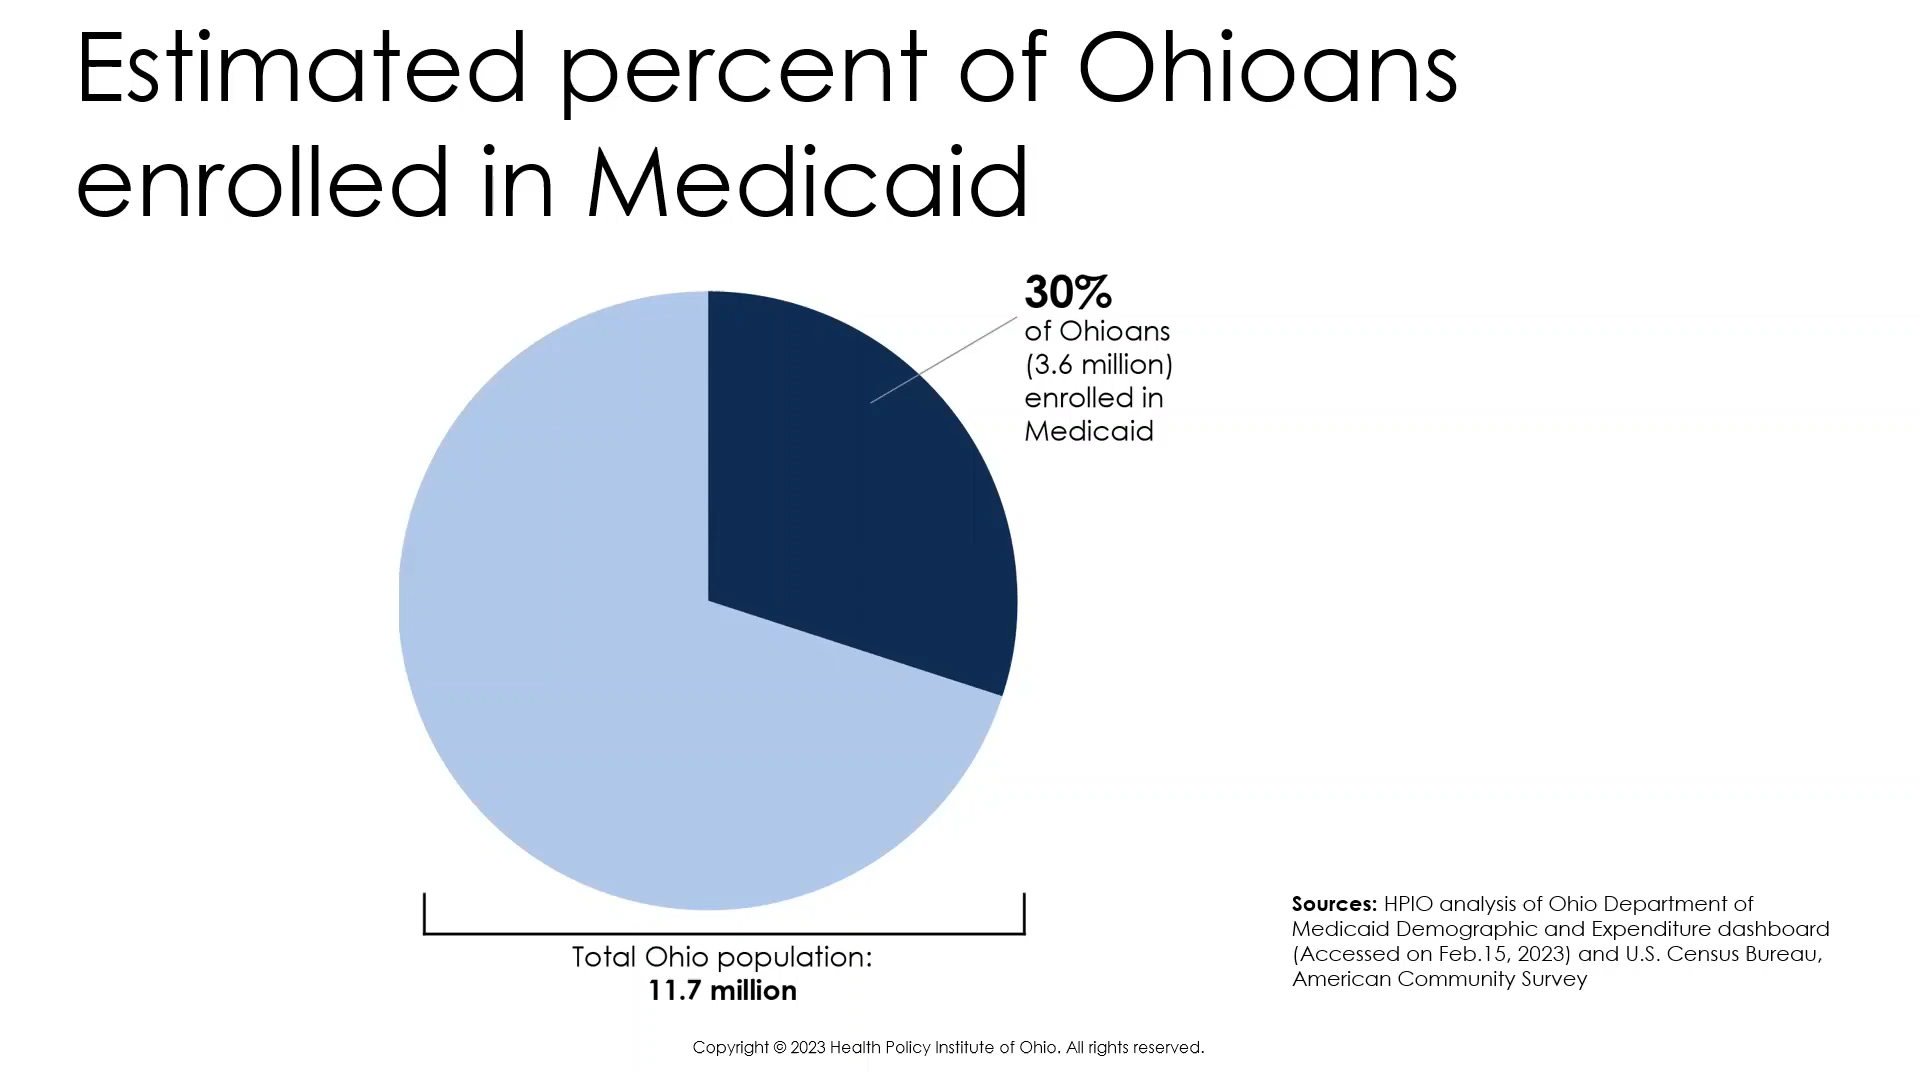 Estimated percent of Ohioans
enrolled in Medicaid
30%
of Ohioans
(3.6 million)
enrolled in
Medicaid
Total Ohio population:
11.7 million
Sources: HPIO analysis of Ohio Department of
Medicaid Demographic and Expenditure dashboard
(Accessed on Feb.15, 2023) and U.S. Census Bureau,
American Community Survey
Copyright © 2023 Health Policy Institute of Ohio. All rights reserved.